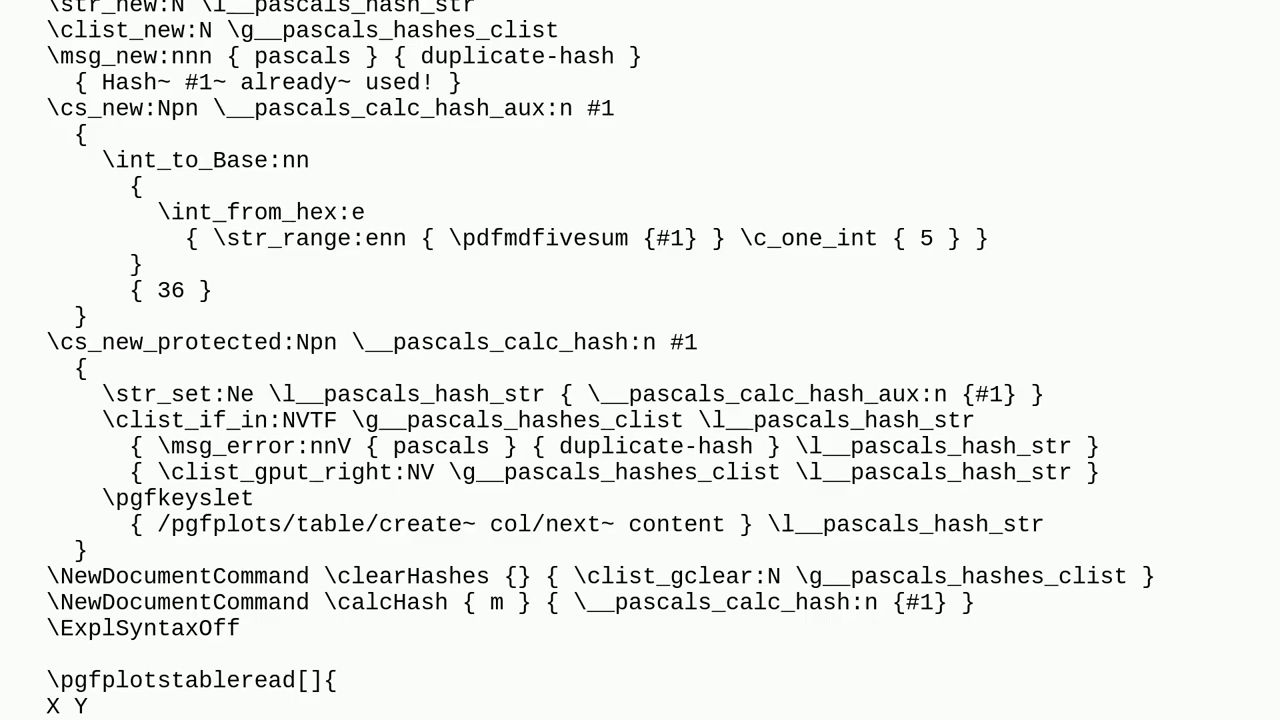 \str_new:N \l__pascals_hash_str
\clist_new:N \g__pascals_hashes_clist
\msg_new:nnn { pascals } { duplicate-hash }
  { Hash~ #1~ already~ used! }
\cs_new:Npn \__pascals_calc_hash_aux:n #1
  {
    \int_to_Base:nn
      {
        \int_from_hex:e
          { \str_range:enn { \pdfmdfivesum {#1} } \c_one_int { 5 } }
      }
      { 36 }
  }
\cs_new_protected:Npn \__pascals_calc_hash:n #1
  {
    \str_set:Ne \l__pascals_hash_str { \__pascals_calc_hash_aux:n {#1} }
    \clist_if_in:NVTF \g__pascals_hashes_clist \l__pascals_hash_str
      { \msg_error:nnV { pascals } { duplicate-hash } \l__pascals_hash_str }
      { \clist_gput_right:NV \g__pascals_hashes_clist \l__pascals_hash_str }
    \pgfkeyslet
      { /pgfplots/table/create~ col/next~ content } \l__pascals_hash_str
  }
\NewDocumentCommand \clearHashes {} { \clist_gclear:N \g__pascals_hashes_clist }
\NewDocumentCommand \calcHash { m } { \__pascals_calc_hash:n {#1} }
\ExplSyntaxOff

\pgfplotstableread[]{
X Y